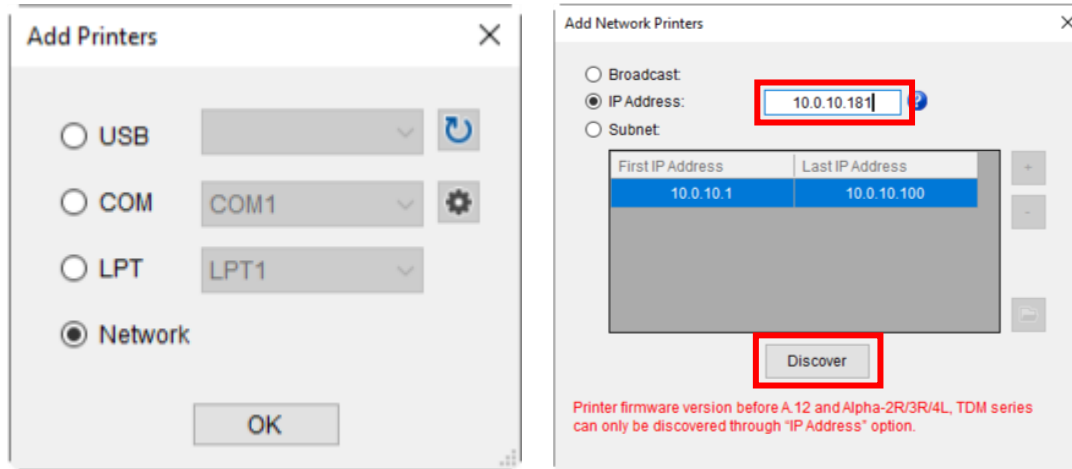 Add Printers
USB
COM COM1
LPT LPT1
Network
OK
Add Network Printers
Broadcast:
IP Address: 10.0.10.181
Subnet:
First IP Address Last IP Address
10.0.10.1 10.0.10.100
+
-
Discover
Printer firmware version before A.12 and Alpha-2R/3R/4L, TDM series
can only be discovered through "IP Address" option.